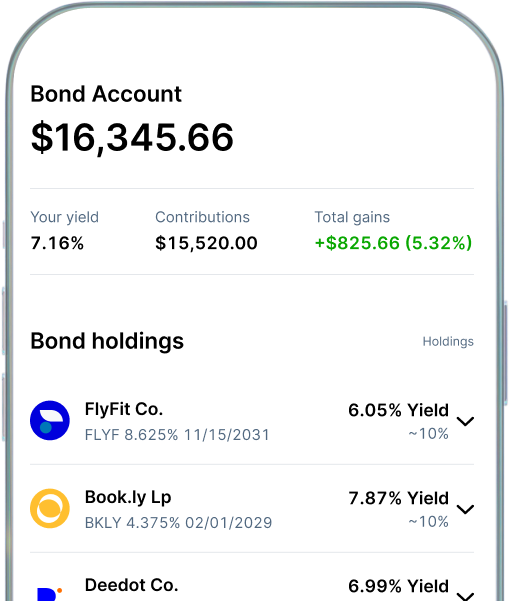 Bond Account
$16,345.66
Your yield Contributions Total gains
7.16% $15,520.00 +$825.66 (5.32%)
Bond holdings Holdings
FlyFit Co. 6.05% Yield
FLYF 8.625% 11/15/2031 ~10%
Book.ly Lp 7.87% Yield
BKLY 4.375% 02/01/2029 ~10%
Deedot Co. 6.99% Yield